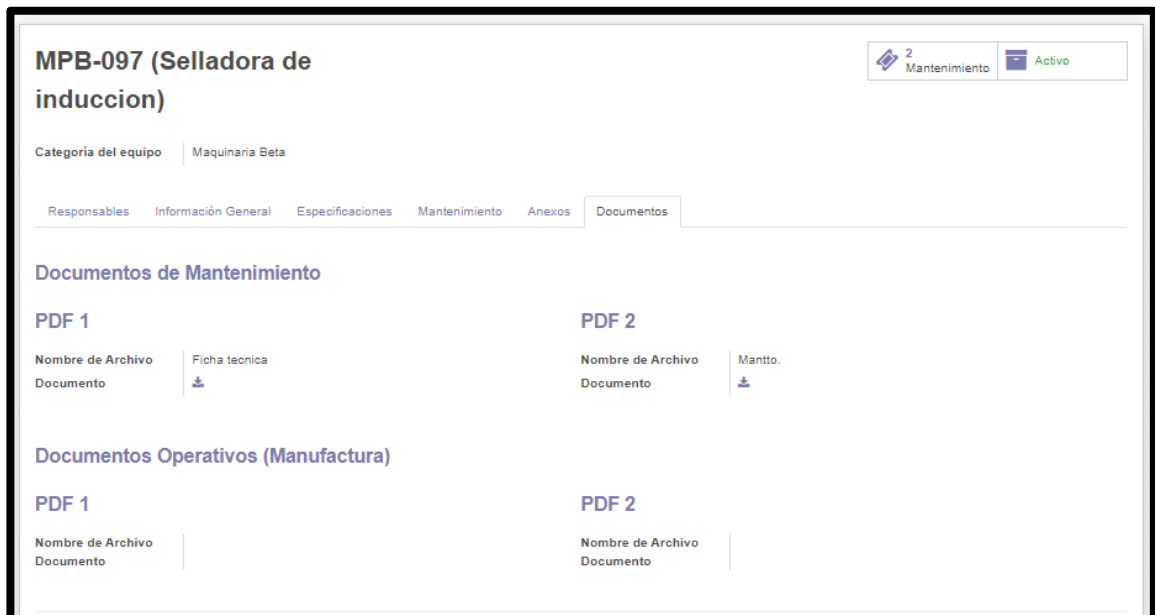 MPB-097 (Selladora de
induccion)
2
Mantenimiento
Activo
Categoría del equipo Maquinaria Beta
Responsables Información General Especificaciones Mantenimiento Anexos Documentos
Documentos de Mantenimiento
PDF 1 PDF 2
Nombre de Archivo Ficha tecnica Nombre de Archivo Mantto.
Documento Documento
Documentos Operativos (Manufactura)
PDF 1 PDF 2
Nombre de Archivo Nombre de Archivo
Documento Documento